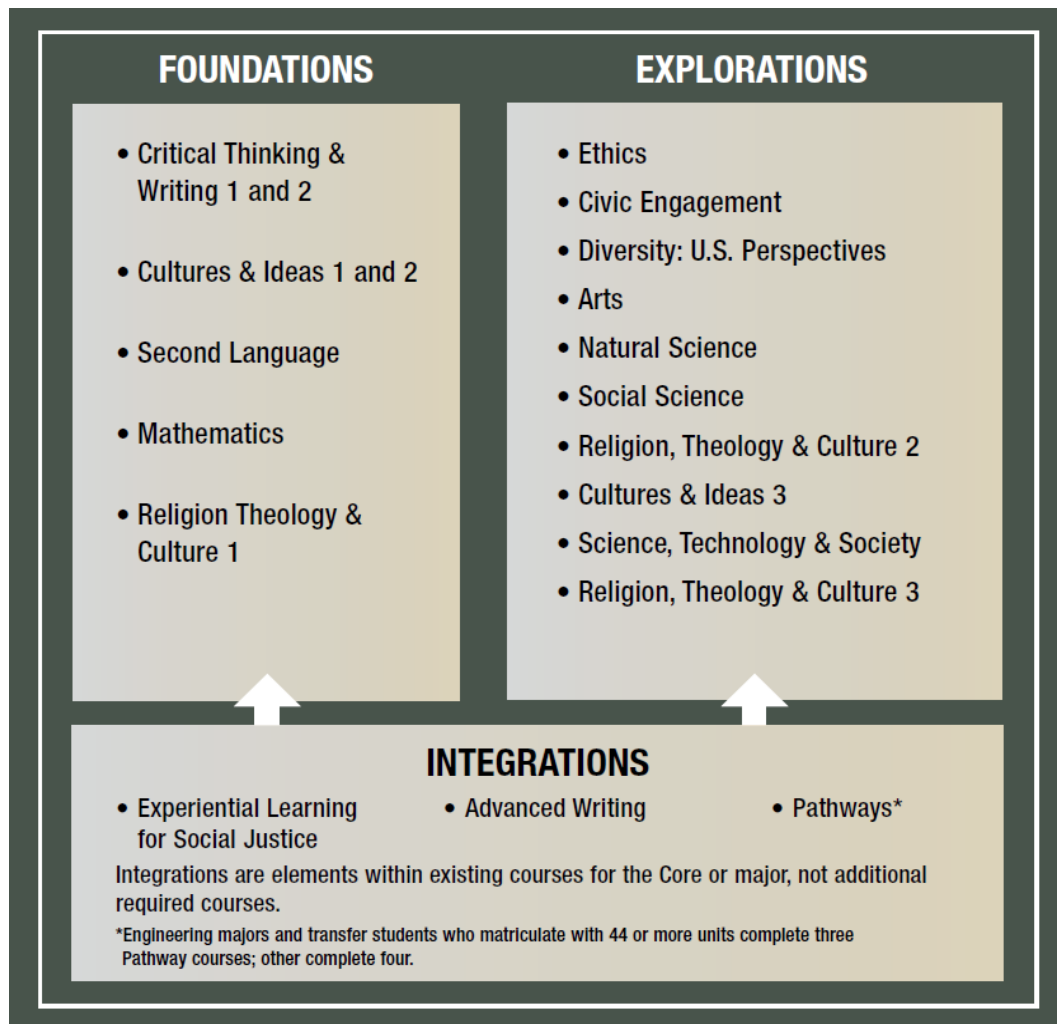 FOUNDATIONS
• Critical Thinking &
Writing 1 and 2
• Cultures & Ideas 1 and 2
• Second Language
• Mathematics
• Religion Theology &
Culture 1
EXPLORATIONS
• Ethics
• Civic Engagement
• Diversity: U.S. Perspectives
• Arts
• Natural Science
• Social Science
• Religion, Theology & Culture 2
• Cultures & Ideas 3
• Science, Technology & Society
• Religion, Theology & Culture 3
INTEGRATIONS
• Experiential Learning
for Social Justice
• Advanced Writing
• Pathways*
Integrations are elements within existing courses for the Core or major, not additional
required courses.
*Engineering majors and transfer students who matriculate with 44 or more units complete three
Pathway courses; other complete four.